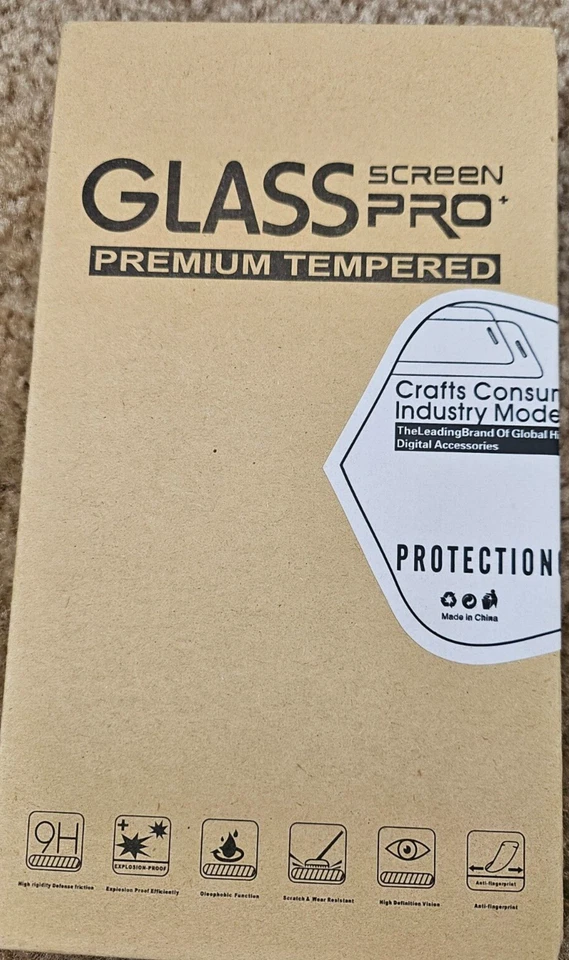 GLASS SCREEN PRO+
PREMIUM TEMPERED
Crafts Consum
Industry Mode
TheLeadingBrand Of Global Hi
Digital Accessories
PROTECTION
Made in China
9H
EXPLOSION-PROOF
Anti-fingerprint
High rigidity Defense friction
Explosion Proof Efficiently
Oleophobic Function
Scratch & Wear Resistant
High Definition Vision
Anti-fingerprint